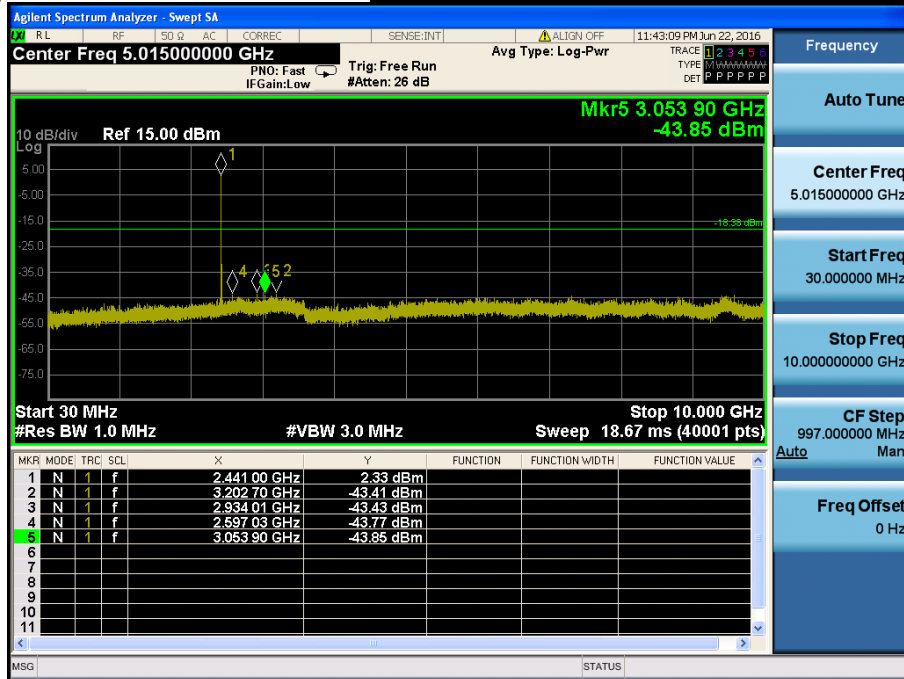 Agilent Spectrum Analyzer - Swept SA
LXI RL RF 50 Ω AC CORREC SENSE:INT ALIGN OFF 11:43:09 PM Jun 22, 2016
Center Freq 5.015000000 GHz
PNO: Fast
IFGain:Low
Trig: Free Run
#Atten: 26 dB
Avg Type: Log-Pwr
TRACE 1 2 3 4 5 6
TYPE M W W W W W
DET P P P P P P
Mkr5 3.053 90 GHz
-43.85 dBm
10 dB/div Ref 15.00 dBm
Log
5.00
-5.00
-15.0
-25.0
-35.0
-45.0
-55.0
-65.0
-75.0
1
-18.38 dBm
4 5 2
Start 30 MHz Stop 10.000 GHz
#Res BW 1.0 MHz #VBW 3.0 MHz Sweep 18.67 ms (40001 pts)
MKR MODE TRC SCL X Y FUNCTION FUNCTION WIDTH FUNCTION VALUE
1 N 1 f 2.441 00 GHz 2.33 dBm
2 N 1 f 3.202 70 GHz -43.41 dBm
3 N 1 f 2.934 01 GHz -43.43 dBm
4 N 1 f 2.597 03 GHz -43.77 dBm
5 N 1 f 3.053 90 GHz -43.85 dBm
6
7
8
9
10
11
MSG STATUS
Frequency
Auto Tune
Center Freq
5.015000000 GHz
Start Freq
30.000000 MHz
Stop Freq
10.000000000 GHz
CF Step
997.000000 MHz
Auto Man
Freq Offset
0 Hz